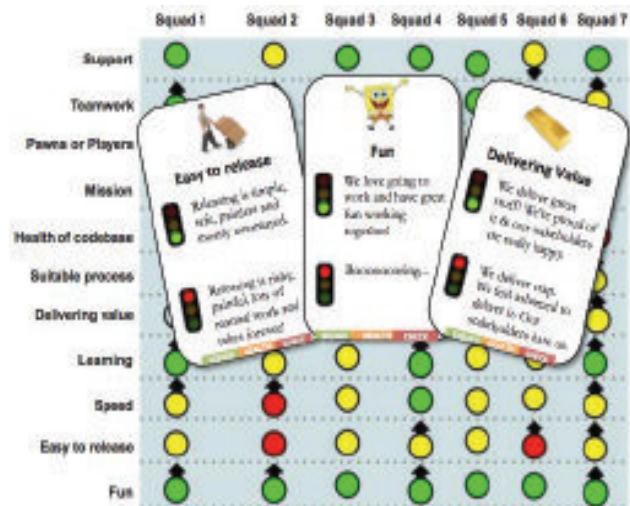 Squad 1 Squad 2 Squad 3 Squad 4 Squad 5 Squad 6 Squad 7
Support
Teamwork
Pawns or Players
Mission
Health of codebase
Suitable process
Delivering value
Learning
Speed
Easy to release
Fun
Easy to release
Releasing is simple,
safe, painless and
mostly automated.
Releasing is risky,
painful, lots of
manual work and
takes forever!
Fun
We love going to
work and have great
fun working
together!
Boooooooring...
Delivering Value
We deliver great
stuff! We're proud of
it & our stakeholders
are really happy.
We deliver crap.
We feel ashamed to
deliver it. Our
stakeholders hate us.